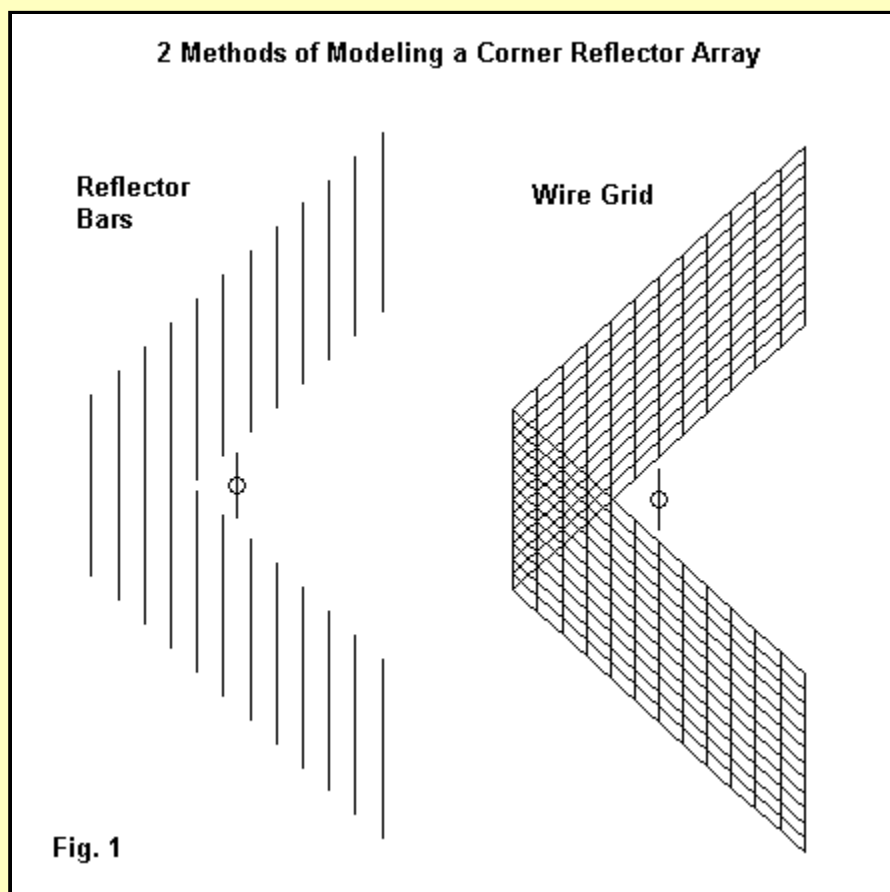 2 Methods of Modeling a Corner Reflector Array
Reflector
Bars
Wire Grid
Fig. 1